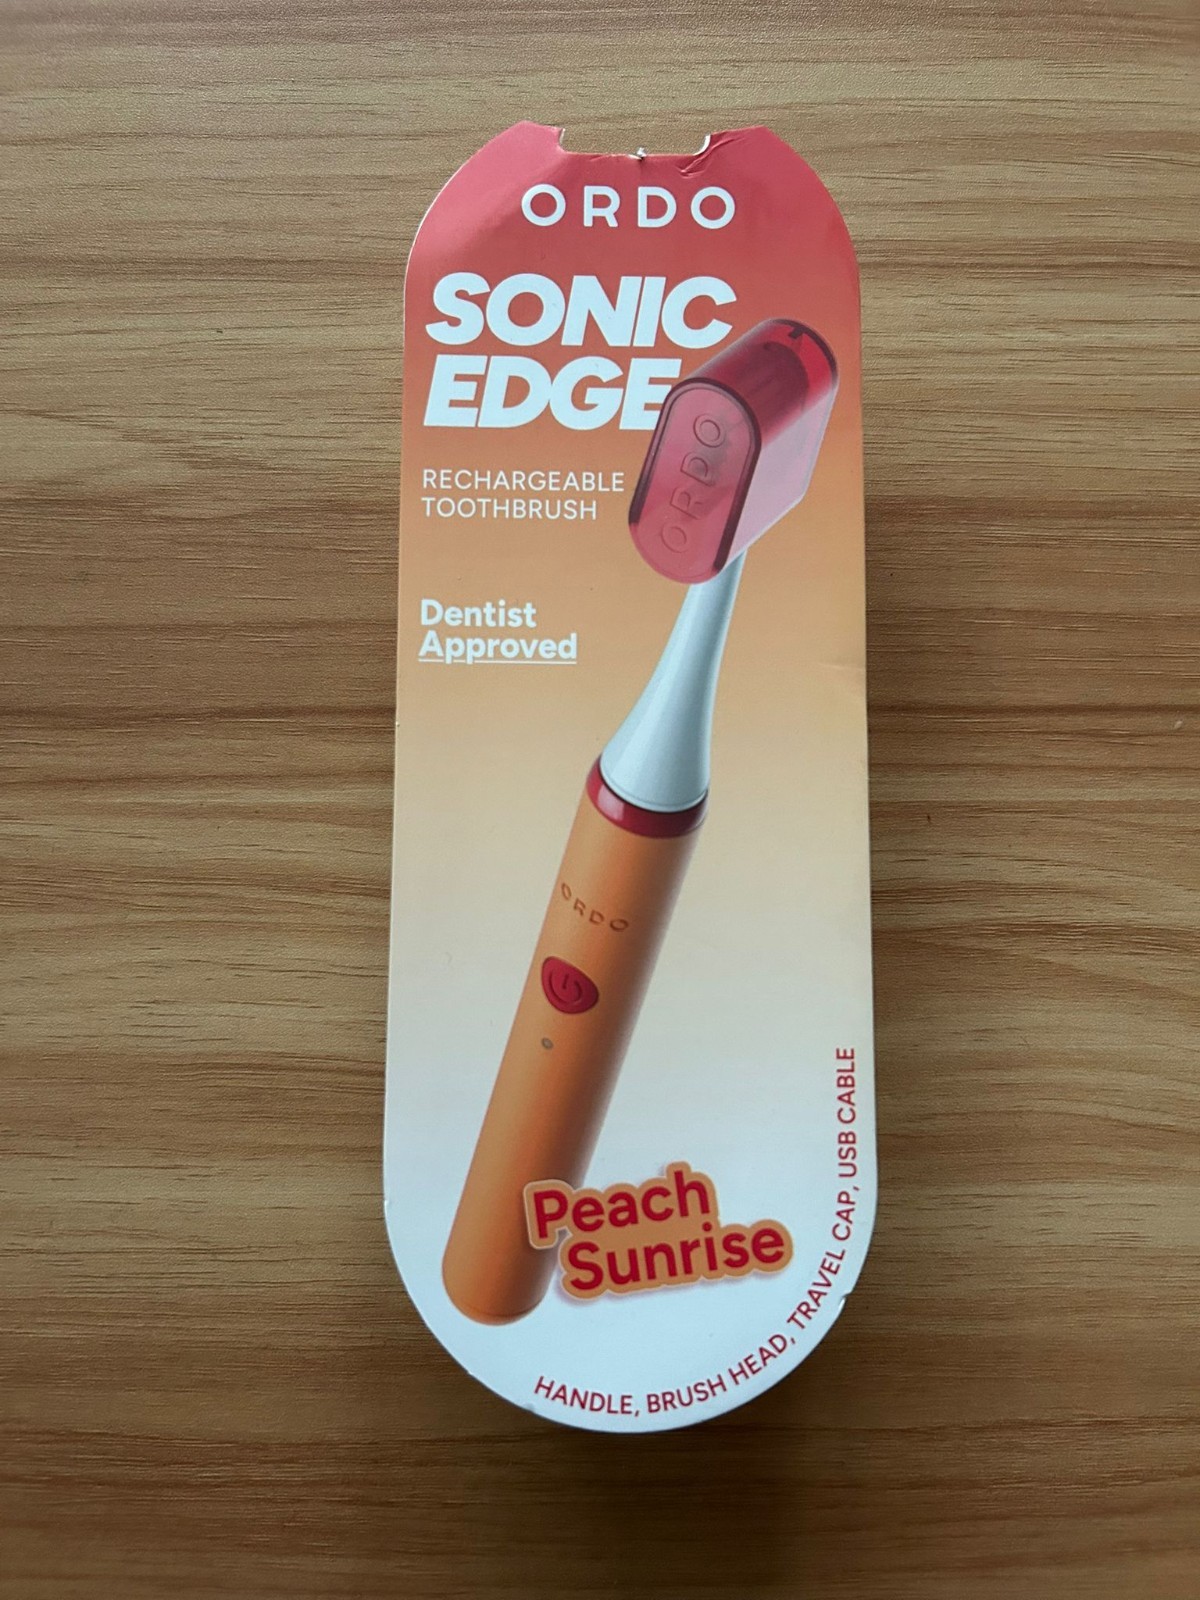 ORDO
SONIC
EDGE
RECHARGEABLE
TOOTHBRUSH
ORDO
Dentist
Approved
ORDO
Peach
Sunrise
HANDLE, BRUSH HEAD, TRAVEL CAP, USB CABLE